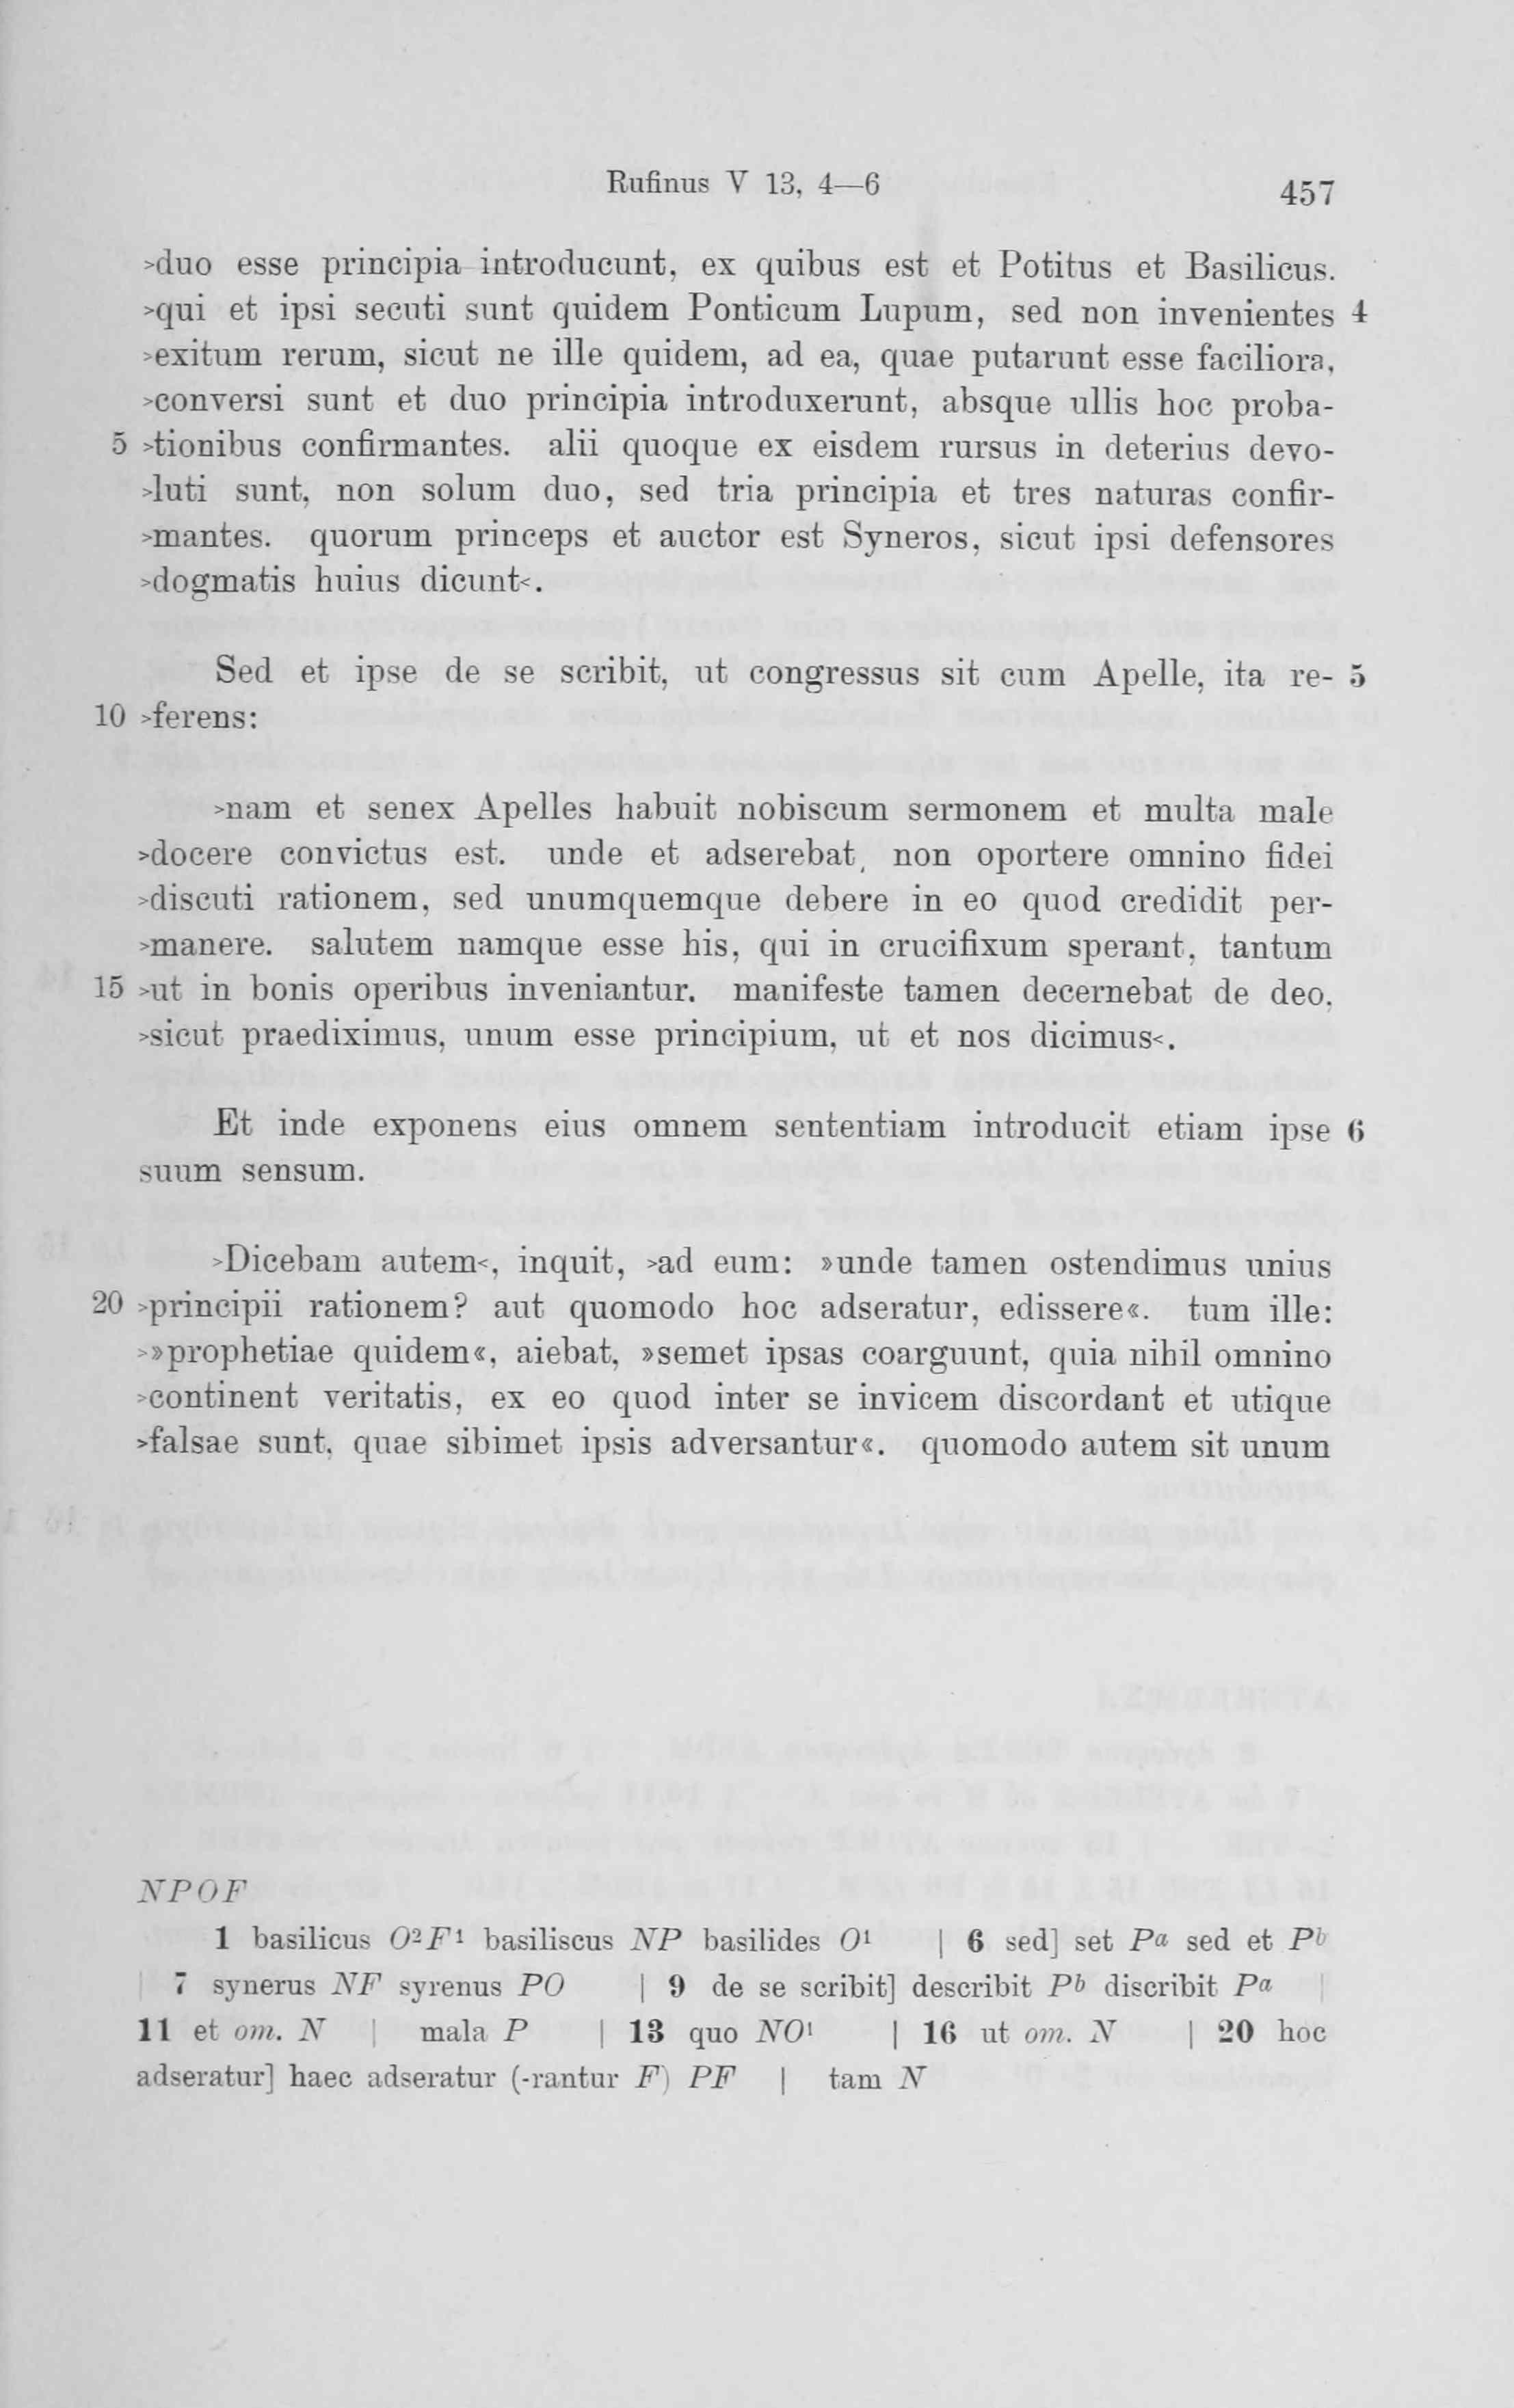 Rufinus V 13, 4—6 457
>duo esse principia introducunt, ex quibus est et Potitus et Basilicus.
>qui et ipsi secuti sunt quidem Ponticum Lupum, sed non invenientes 4
>exitum rerum, sicut ne ille quidem, ad ea, quae putarunt esse faciliora,
>conversi sunt et duo principia introduxerunt, absque ullis hoc proba-
5 >tionibus confirmantes. alii quoque ex eisdem rursus in deterius devo-
>luti sunt, non solum duo, sed tria principia et tres naturas confir-
>mantes. quorum princeps et auctor est Syneros, sicut ipsi defensores
>dogmatis huius dicunt<.
Sed et ipse de se scribit, ut congressus sit cum Apelle, ita re- 5
10 >ferens:
>nam et senex Apelles habuit nobiscum sermonem et multa male
>docere convictus est. unde et adserebat, non oportere omnino fidei
>discuti rationem, sed unumquemque debere in eo quod credidit per-
>manere. salutem namque esse his, qui in crucifixum sperant, tantum
15 >ut in bonis operibus inveniantur. manifeste tamen decernebat de deo,
>sicut praediximus, unum esse principium, ut et nos dicimus<.
Et inde exponens eius omnem sententiam introducit etiam ipse 6
suum sensum.
>Dicebam autem<, inquit, >ad eum: »unde tamen ostendimus unius
20 >principii rationem? aut quomodo hoc adseratur, edissere«. tum ille:
>»prophetiae quidem«, aiebat, »semet ipsas coarguunt, quia nihil omnino
>continent veritatis, ex eo quod inter se invicem discordant et utique
>falsae sunt, quae sibimet ipsis adversantur«. quomodo autem sit unum
NPOF
1 basilicus O²F¹ basiliscus NP basilides O¹ | 6 sed] set Pᵃ sed et Pᵇ
| 7 synerus NF syrenus PO | 9 de se scribit] describit Pᵇ discribit Pᵃ |
11 et om. N | mala P | 13 quo NO¹ | 16 ut om. N | 20 hoc
adseratur] haec adseratur (-rantur F) PF | tam N